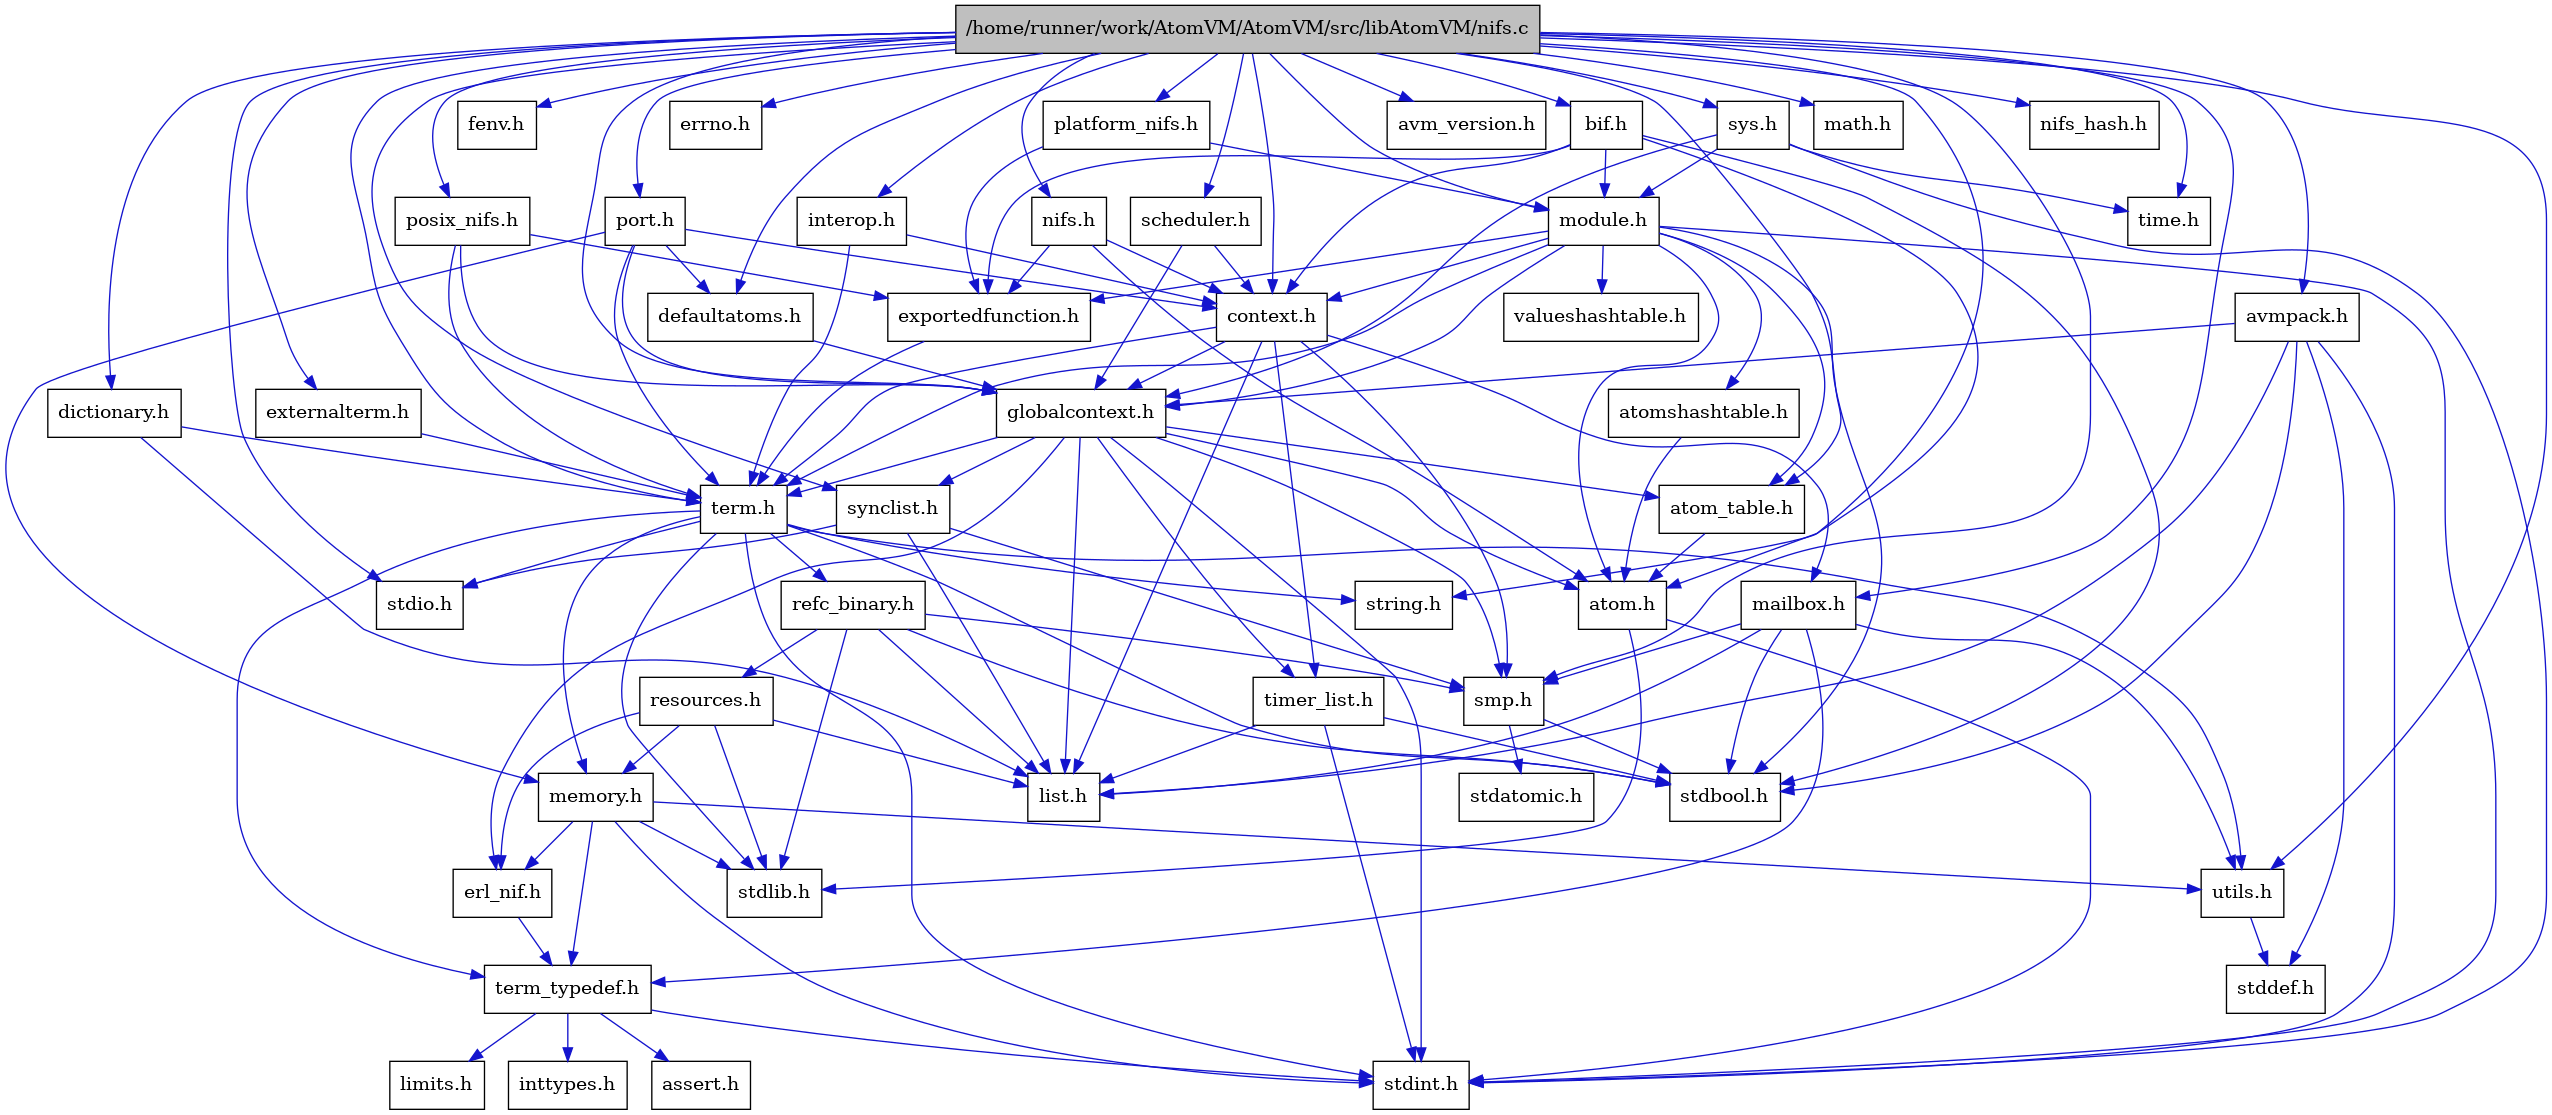 /home/runner/work/AtomVM/AtomVM/src/libAtomVM/nifs.c
fenv.h
errno.h
platform_nifs.h
avm_version.h
bif.h
sys.h
math.h
nifs_hash.h
posix_nifs.h
port.h
interop.h
nifs.h
scheduler.h
module.h
time.h
defaultatoms.h
exportedfunction.h
context.h
valueshashtable.h
avmpack.h
dictionary.h
externalterm.h
globalcontext.h
atomshashtable.h
term.h
synclist.h
atom_table.h
stdio.h
refc_binary.h
string.h
atom.h
mailbox.h
resources.h
timer_list.h
smp.h
memory.h
list.h
stdatomic.h
stdbool.h
erl_nif.h
stdlib.h
utils.h
term_typedef.h
stddef.h
limits.h
inttypes.h
assert.h
stdint.h